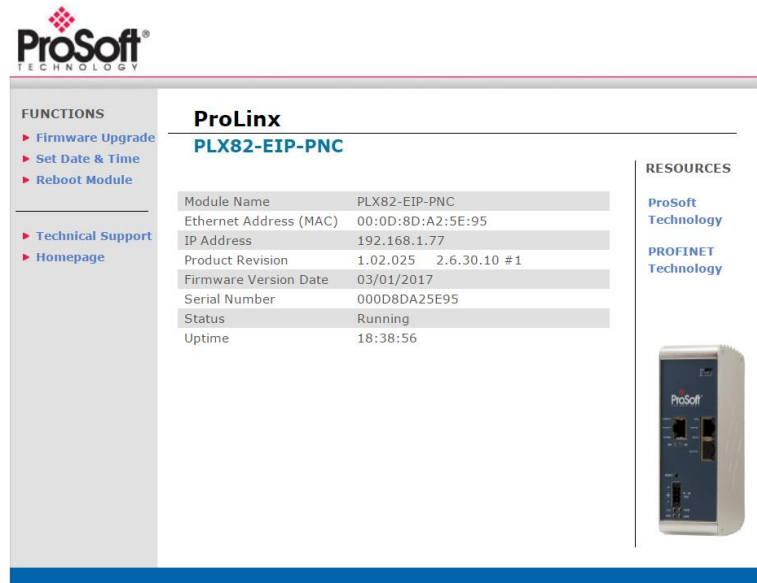 ProSoft®
TECHNOLOGY
FUNCTIONS
Firmware Upgrade
Set Date & Time
Reboot Module
Technical Support
Homepage
ProLinx
PLX82-EIP-PNC
Module Name PLX82-EIP-PNC
Ethernet Address (MAC) 00:0D:8D:A2:5E:95
IP Address 192.168.1.77
Product Revision 1.02.025 2.6.30.10 #1
Firmware Version Date 03/01/2017
Serial Number 000D8DA25E95
Status Running
Uptime 18:38:56
RESOURCES
ProSoft
Technology
PROFINET
Technology
ProSoft
TECHNOLOGY